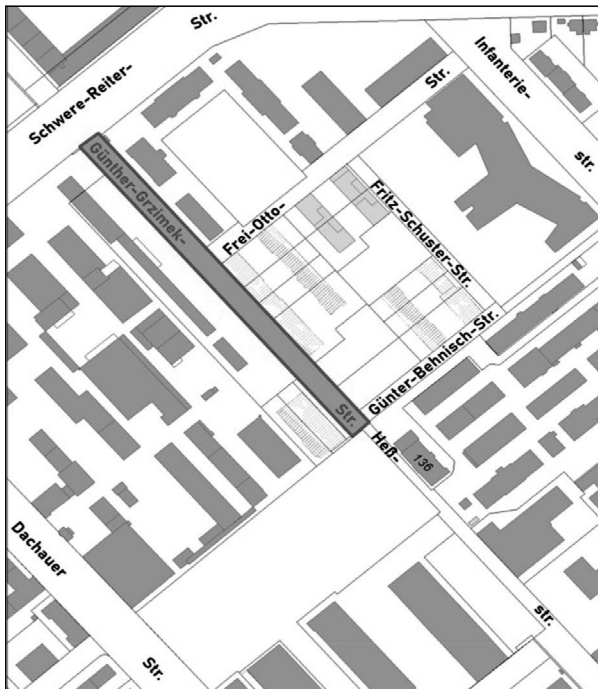 Schwere-Reiter-
Str.
Infanterie-
str.
Günther-Grzimek-
Str.
Frei-Otto-
Str.
Fritz-Schuster-Str.
Günter-Behnisch-Str.
Heß-
str.
136
Dachauer
Str.